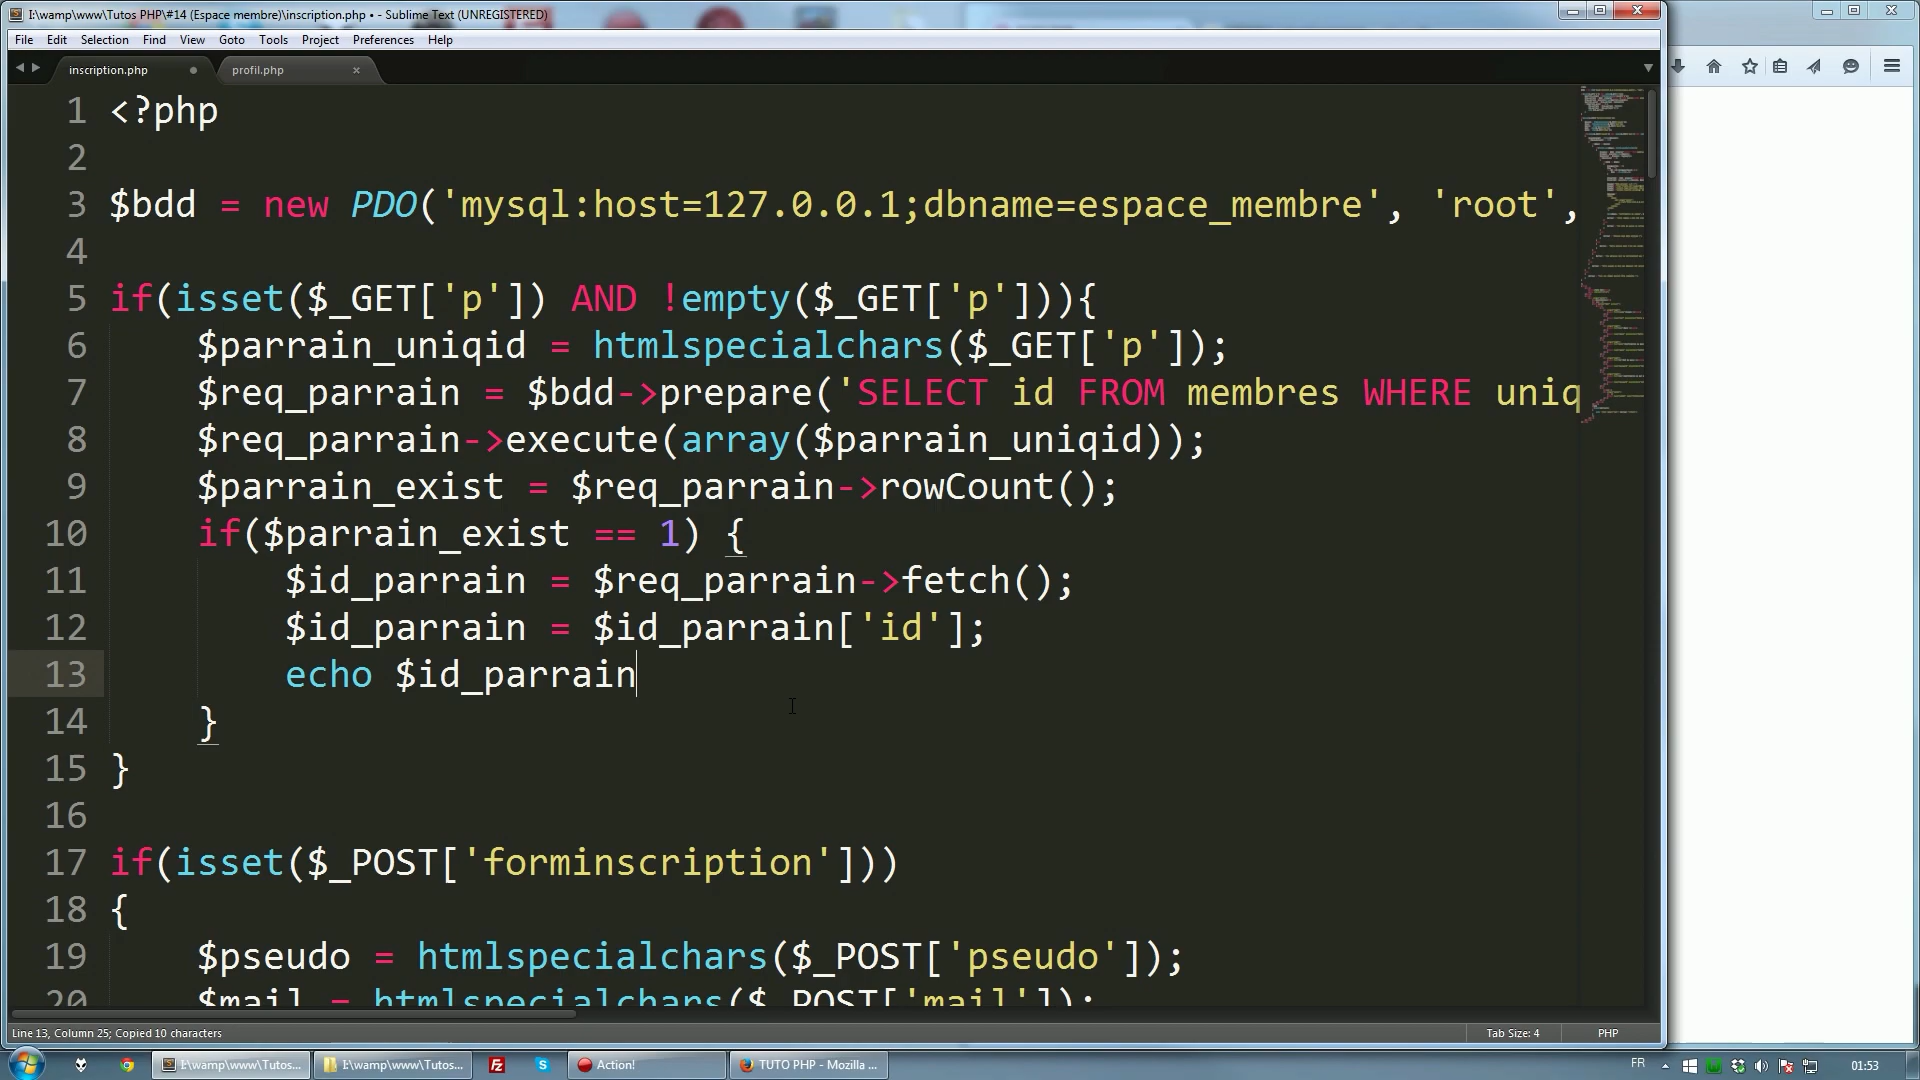 I:\wamp\www\Tutos PHP\#14 (Espace membre)\inscription.php • - Sublime Text (UNREGISTERED)
File Edit Selection Find View Goto Tools Project Preferences Help
inscription.php profil.php
1 <?php
2
3 $bdd = new PDO('mysql:host=127.0.0.1;dbname=espace_membre', 'root',
4
5 if(isset($_GET['p']) AND !empty($_GET['p'])){
6 $parrain_uniqid = htmlspecialchars($_GET['p']);
7 $req_parrain = $bdd->prepare('SELECT id FROM membres WHERE uniq
8 $req_parrain->execute(array($parrain_uniqid));
9 $parrain_exist = $req_parrain->rowCount();
10 if($parrain_exist == 1) {
11 $id_parrain = $req_parrain->fetch();
12 $id_parrain = $id_parrain['id'];
13 echo $id_parrain
14 }
15 }
16
17 if(isset($_POST['forminscription']))
18 {
19 $pseudo = htmlspecialchars($_POST['pseudo']);
20 $mail = htmlspecialchars($_POST['mail']);
Line 13, Column 25; Copied 10 characters Tab Size: 4 PHP
I:\wamp\www\Tutos... I:\wamp\www\Tutos... Action! TUTO PHP - Mozilla ... FR 01:53